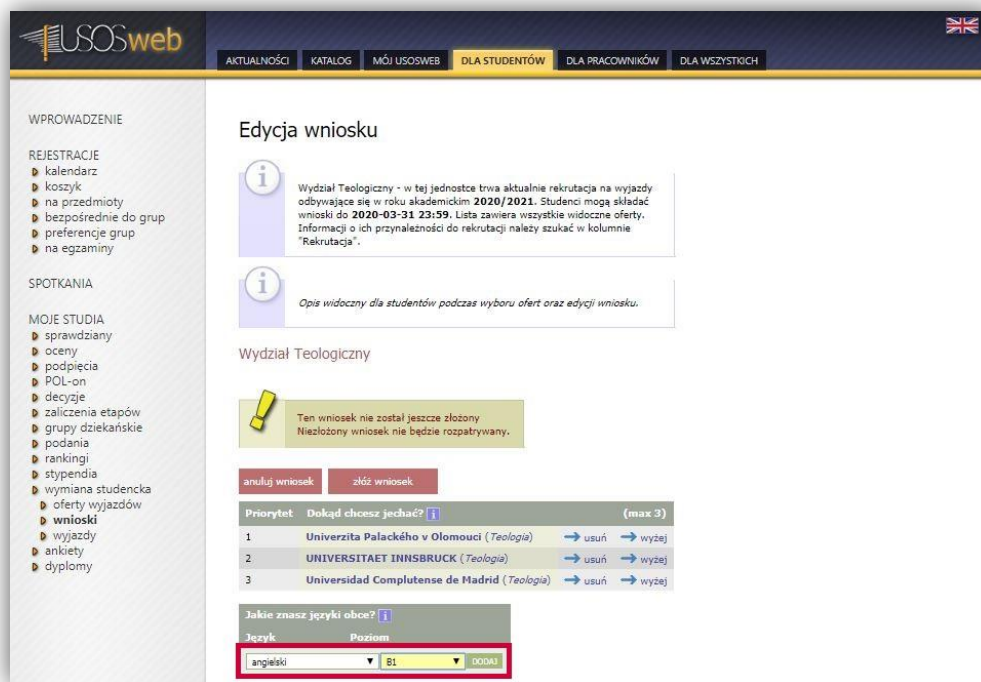 USOSweb
AKTUALNOŚCI KATALOG MÓJ USOSWEB DLA STUDENTÓW DLA PRACOWNIKÓW DLA WSZYSTKICH
WPROWADZENIE
REJESTRACJE
kalendarz
koszyk
na przedmioty
bezpośrednie do grup
preferencje grup
na egzaminy
SPOTKANIA
MOJE STUDIA
sprawdziany
oceny
podpięcia
POL-on
decyzje
zaliczenia etapów
grupy dziekańskie
podania
rankingi
stypendia
wymiana studencka
oferty wyjazdów
wnioski
wyjazdy
ankiety
dyplomy
Edycja wniosku
Wydział Teologiczny - w tej jednostce trwa aktualnie rekrutacja na wyjazdy
odbywające się w roku akademickim 2020/2021. Studenci mogą składać
wnioski do 2020-03-31 23:59. Lista zawiera wszystkie widoczne oferty.
Informacji o ich przynależności do rekrutacji należy szukać w kolumnie
"Rekrutacja".
Opis widoczny dla studentów podczas wyboru ofert oraz edycji wniosku.
Wydział Teologiczny
Ten wniosek nie został jeszcze złożony
Niezłożony wniosek nie będzie rozpatrywany.
anuluj wniosek złóż wniosek
Priorytet Dokąd chcesz jechać? i (max 3)
1 Univerzita Palackého v Olomouci (Teologia) usuń wyżej
2 UNIVERSITAET INNSBRUCK (Teologia) usuń wyżej
3 Universidad Complutense de Madrid (Teologia) usuń wyżej
Jakie znasz języki obce? i
Język Poziom
angielski B1 DODAJ